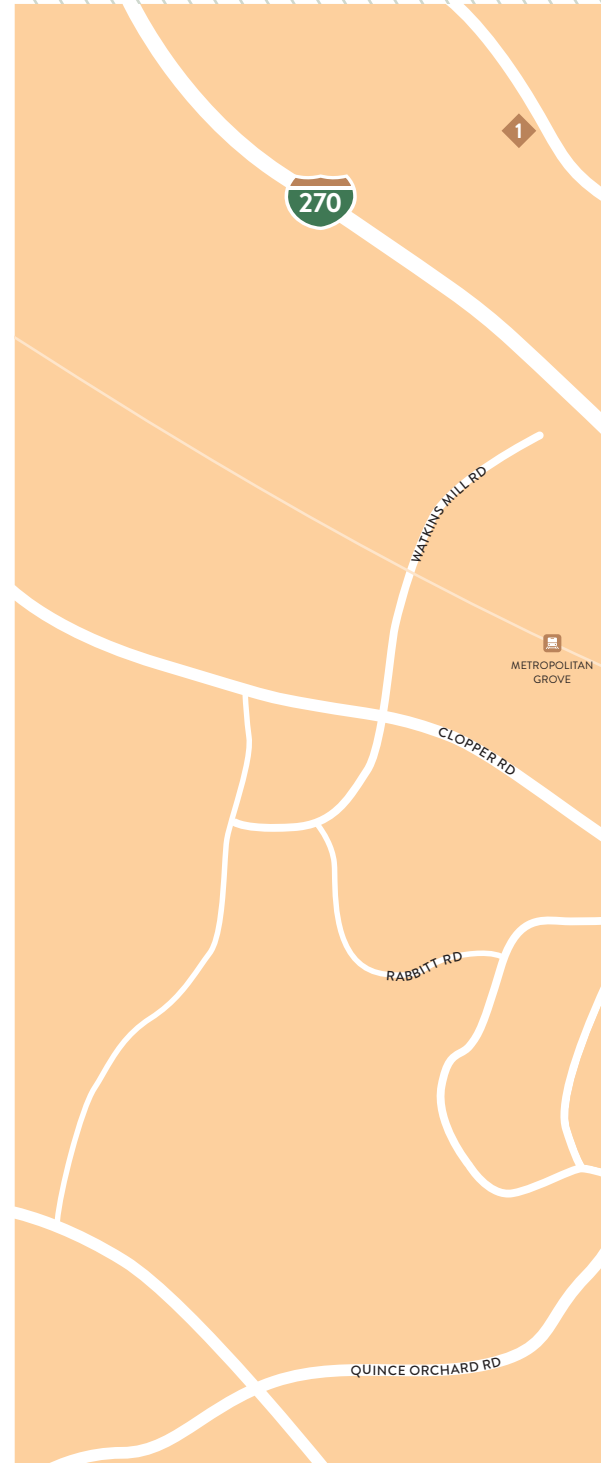 1
270
WATKINS MILL RD
METROPOLITAN
GROVE
CLOPPER RD
RABBITT RD
QUINCE ORCHARD RD